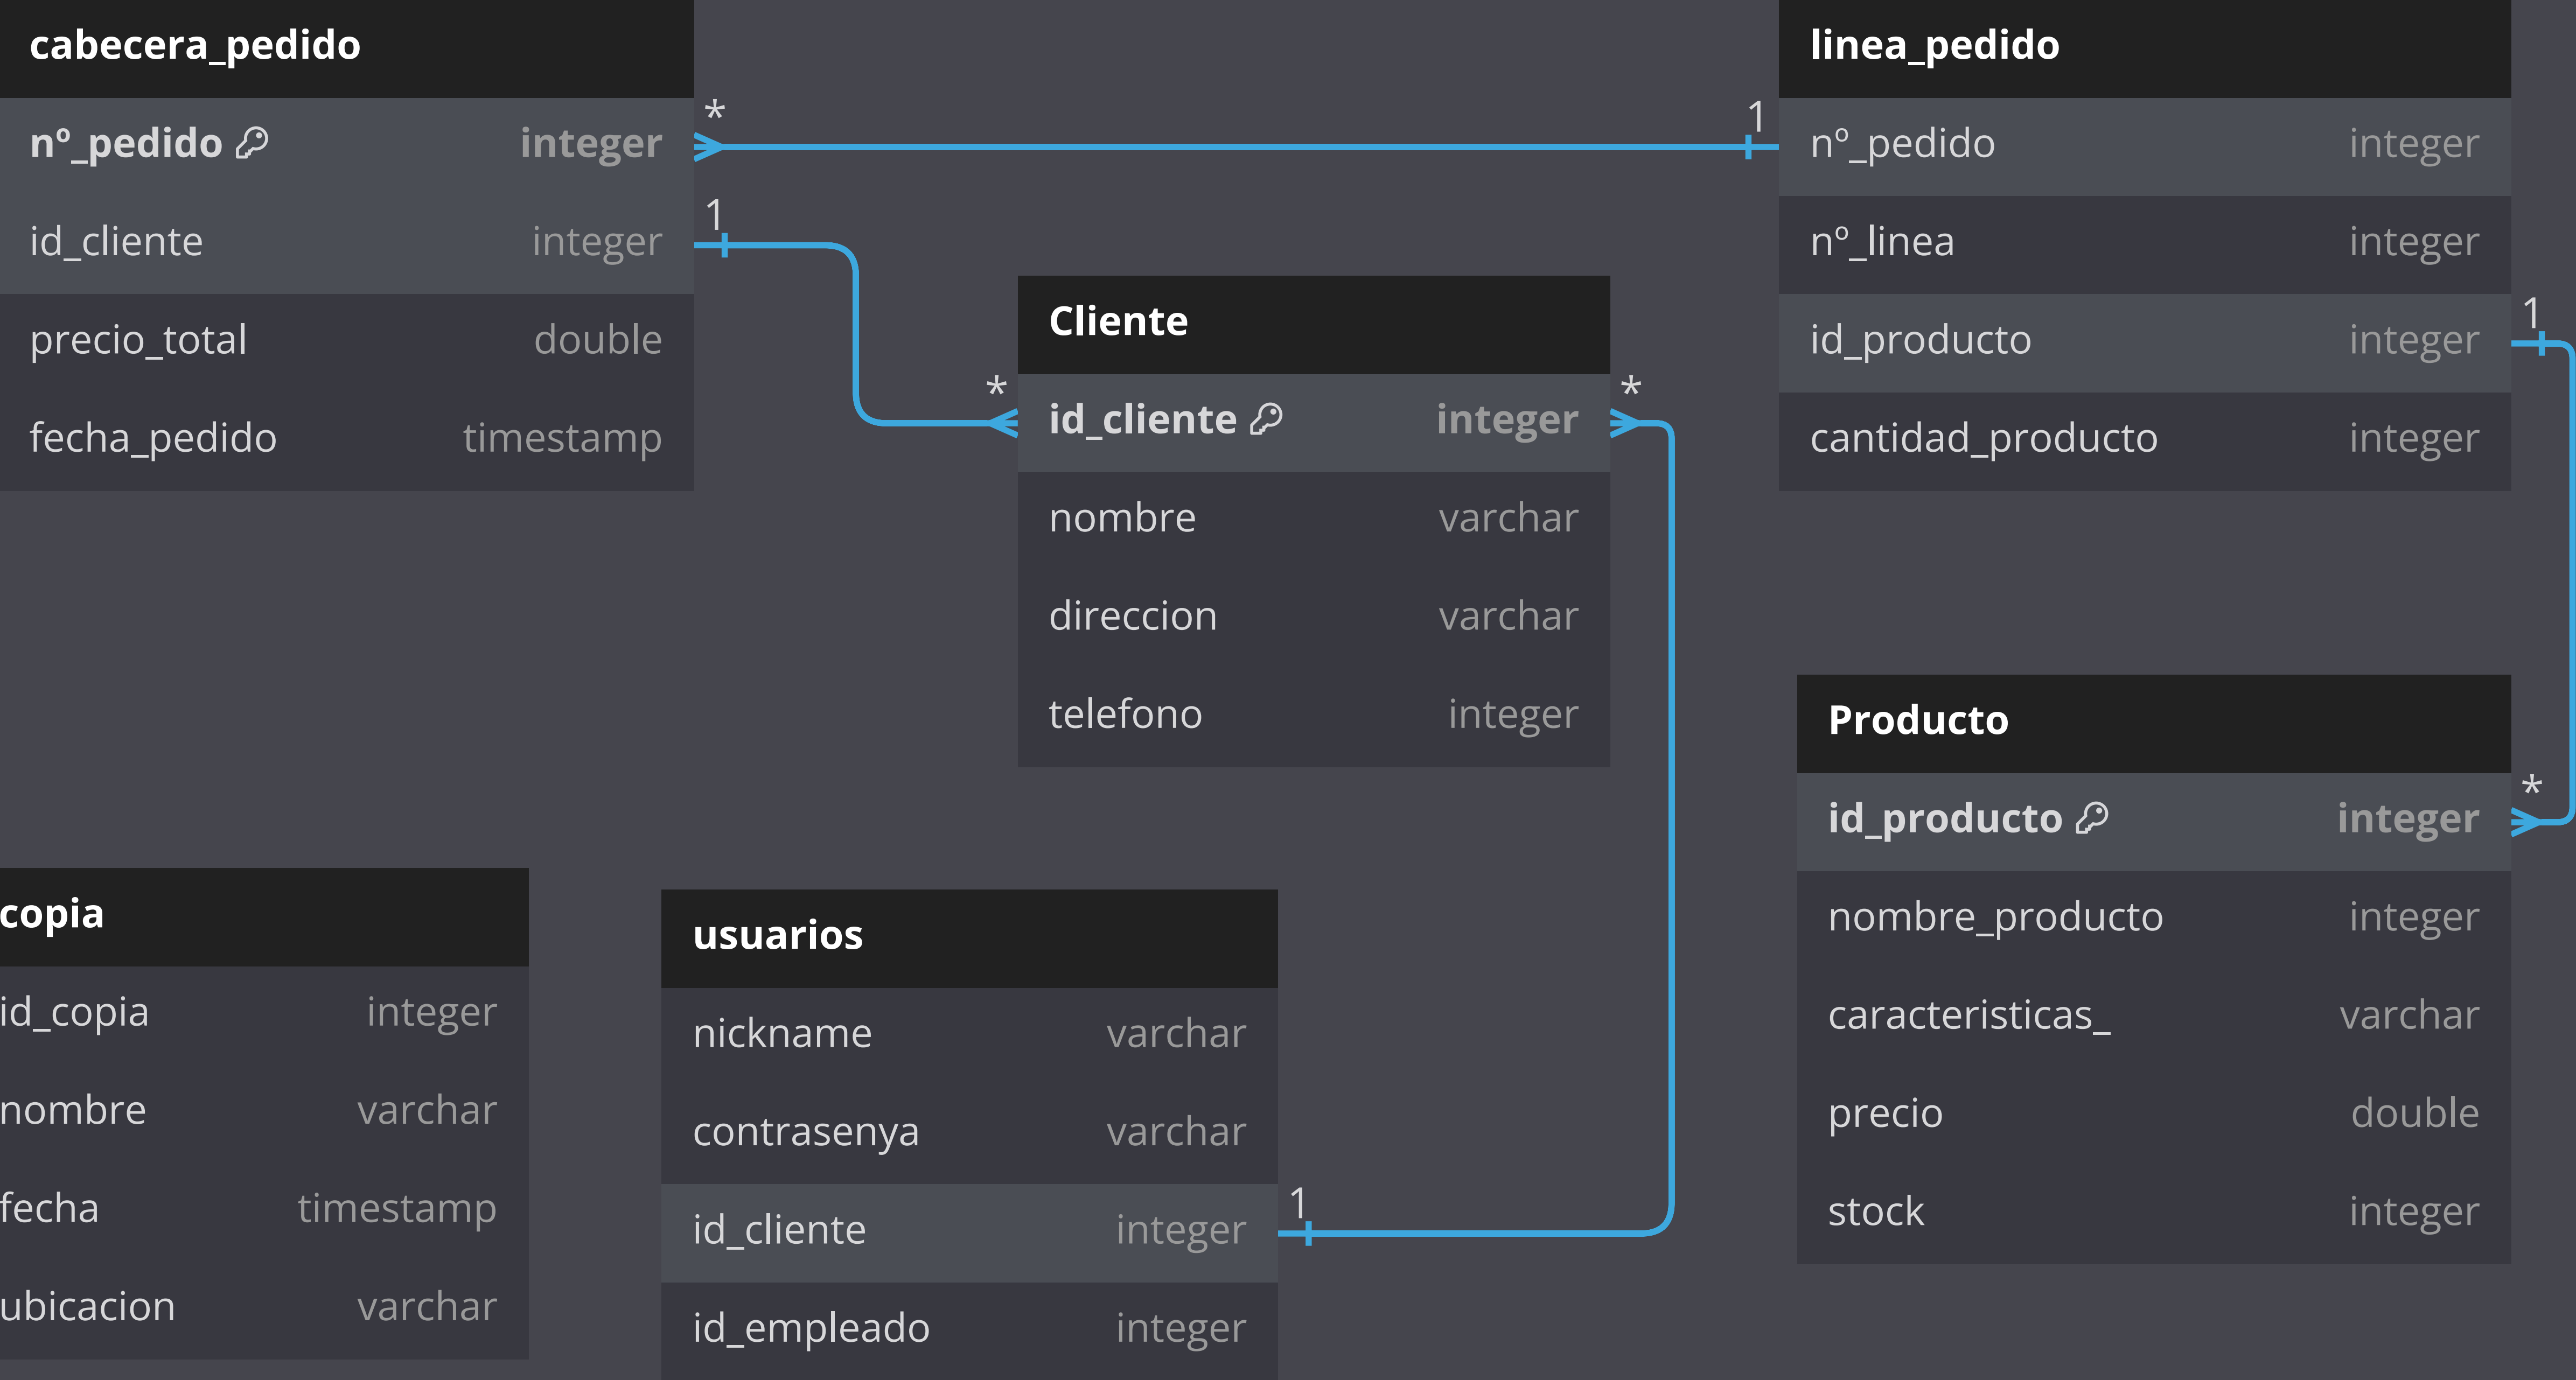 cabecera_pedido
nº_pedido integer
id_cliente integer
precio_total double
fecha_pedido timestamp
* 1
1
linea_pedido
nº_pedido integer
nº_linea integer
id_producto integer
cantidad_producto integer
1
Cliente
* *
id_cliente integer
nombre varchar
direccion varchar
telefono integer
Producto
*
id_producto integer
nombre_producto integer
caracteristicas_ varchar
precio double
stock integer
copia
id_copia integer
nombre varchar
fecha timestamp
ubicacion varchar
usuarios
nickname varchar
contrasenya varchar
1
id_cliente integer
id_empleado integer